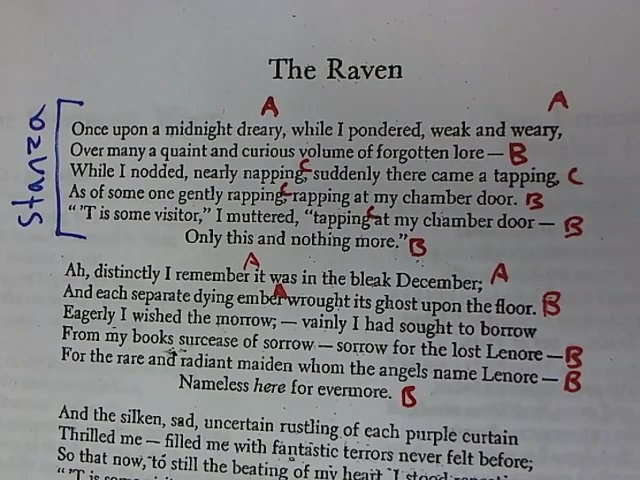 The Raven
Stanza
A A
Once upon a midnight dreary, while I pondered, weak and weary,
Over many a quaint and curious volume of forgotten lore — B
While I nodded, nearly napping, C suddenly there came a tapping, C
As of some one gently rapping, C rapping at my chamber door. B
"'T is some visitor," I muttered, "tapping C at my chamber door — B
Only this and nothing more." B
A
Ah, distinctly I remember it was in the bleak December; A
And each separate dying ember A wrought its ghost upon the floor. B
Eagerly I wished the morrow; — vainly I had sought to borrow
From my books surcease of sorrow — sorrow for the lost Lenore — B
For the rare and radiant maiden whom the angels name Lenore — B
Nameless here for evermore. B
And the silken, sad, uncertain rustling of each purple curtain
Thrilled me — filled me with fantastic terrors never felt before;
So that now, to still the beating of my heart, I stood
"'T is some